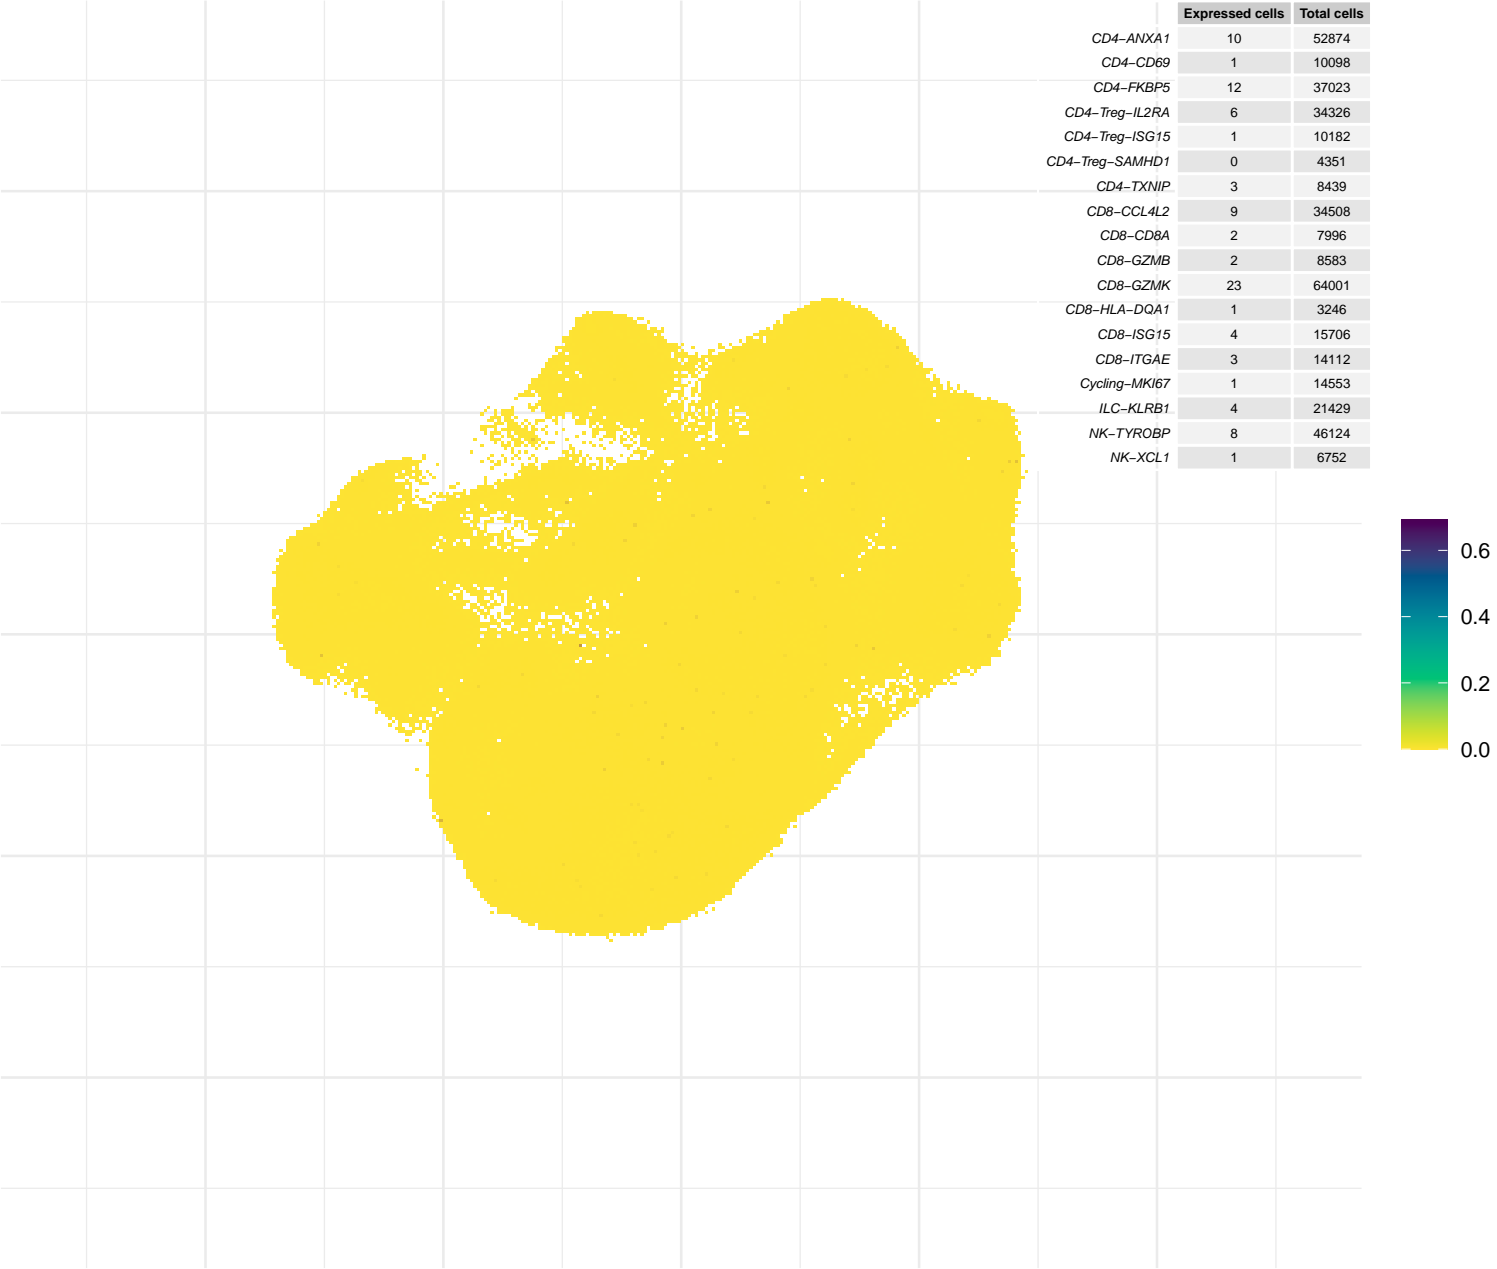 Expressed cells Total cells
CD4−ANXA1 10 52874
CD4−CD69 1 10098
CD4−FKBP5 12 37023
CD4−Treg−IL2RA 6 34326
CD4−Treg−ISG15 1 10182
CD4−Treg−SAMHD1 0 4351
CD4−TXNIP 3 8439
CD8−CCL4L2 9 34508
CD8−CD8A 2 7996
CD8−GZMB 2 8583
CD8−GZMK 23 64001
CD8−HLA−DQA1 1 3246
CD8−ISG15 4 15706
CD8−ITGAE 3 14112
Cycling−MKI67 1 14553
ILC−KLRB1 4 21429
NK−TYROBP 8 46124
NK−XCL1 1 6752
0.6
0.4
0.2
0.0